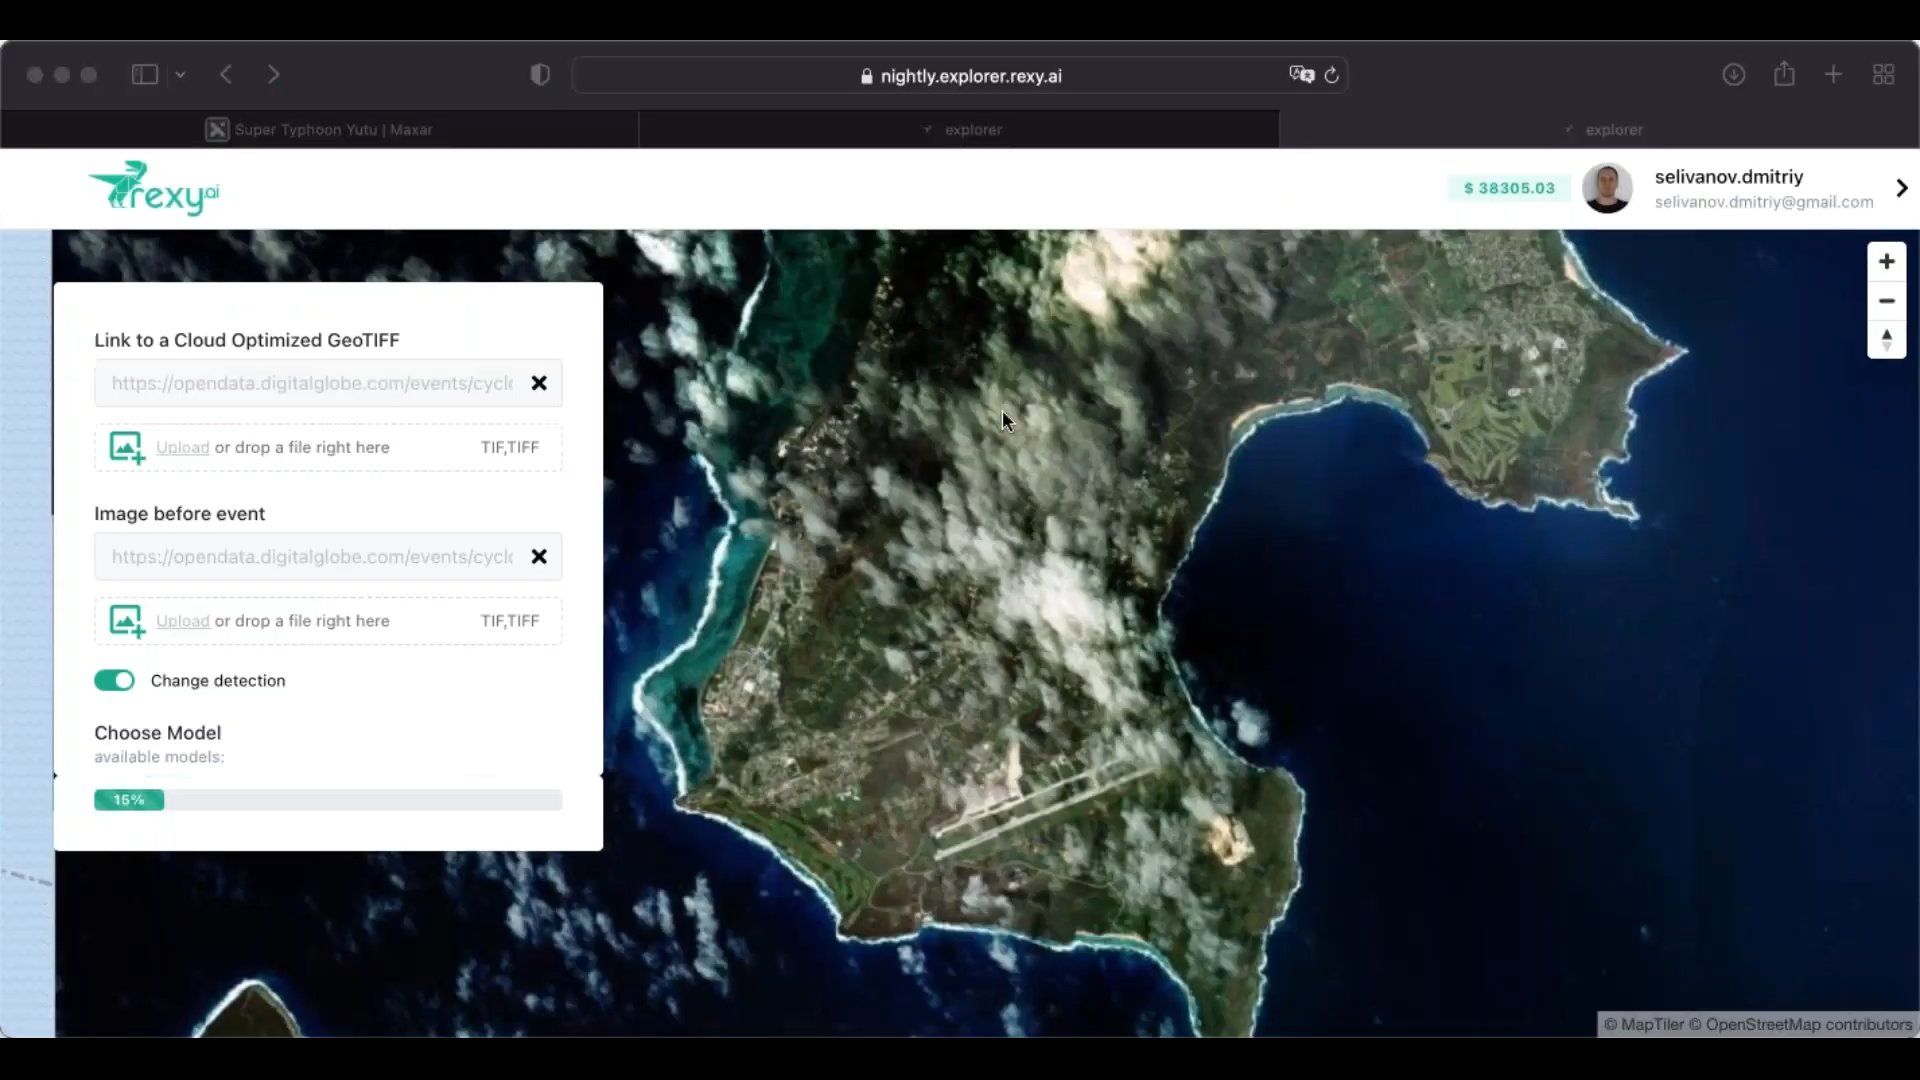 nightly.explorer.rexy.ai
Super Typhoon Yutu | Maxar
explorer
explorer
rexy ai
$ 38305.03
selivanov.dmitriy
selivanov.dmitriy@gmail.com
Link to a Cloud Optimized GeoTIFF
https://opendata.digitalglobe.com/events/cyclo
Upload or drop a file right here TIF,TIFF
Image before event
https://opendata.digitalglobe.com/events/cyclo
Upload or drop a file right here TIF,TIFF
Change detection
Choose Model
available models:
15%
© MapTiler © OpenStreetMap contributors